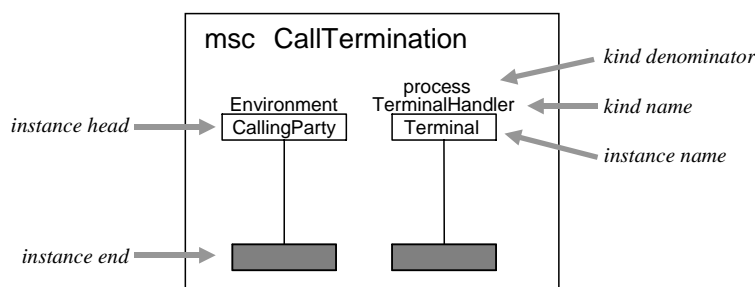 msc CallTermination
kind denominator
process
Environment
TerminalHandler
kind name
instance head
CallingParty
Terminal
instance name
instance end